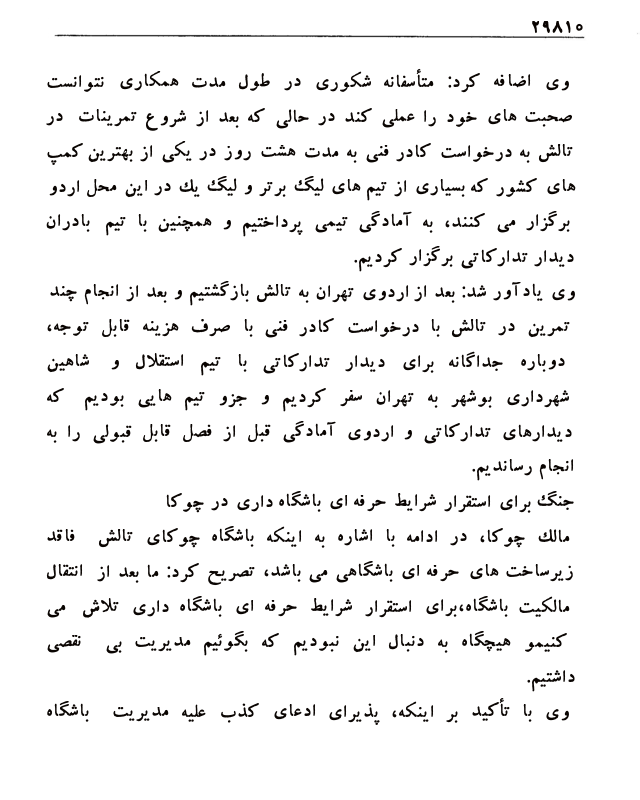 ۲۹۸۱۰
وی اضافه کرد: متأسفانه شکوری در طول مدت همکاری نتوانست
صحبت های خود را عملی کند در حالی که بعد از شروع تمرینات در
تالش به درخواست کادر فنی به مدت هشت روز در یکی از بهترین کمپ
های کشور که بسیاری از تیم های لیگ برتر و لیگ یك در این محل اردو
برگزار می کنند، به آمادگی تیمی پرداختیم و همچنین با تیم بادران
دیدار تدارکاتی برگزار کردیم.
وی یادآور شد: بعد از اردوی تهران به تالش بازگشتیم و بعد از انجام چند
تمرین در تالش با درخواست کادر فنی با صرف هزینه قابل توجه،
دوباره جداگانه برای دیدار تدارکاتی با تیم استقلال و شاهین
شهرداری بوشهر به تهران سفر کردیم و جزو تیم هایی بودیم که
دیدارهای تدارکاتی و اردوی آمادگی قبل از فصل قابل قبولی را به
انجام رساندیم.
جنگ برای استقرار شرایط حرفه ای باشگاه داری در چوکا
مالك چوکا، در ادامه با اشاره به اینکه باشگاه چوکای تالش فاقد
زیرساخت های حرفه ای باشگاهی می باشد، تصریح کرد: ما بعد از انتقال
مالکیت باشگاه،برای استقرار شرایط حرفه ای باشگاه داری تلاش می
کنیمو هیچگاه به دنبال این نبودیم که بگوئیم مدیریت بی نقصی
داشتیم.
وی با تأکید بر اینکه، پذیرای ادعای کذب علیه مدیریت باشگاه